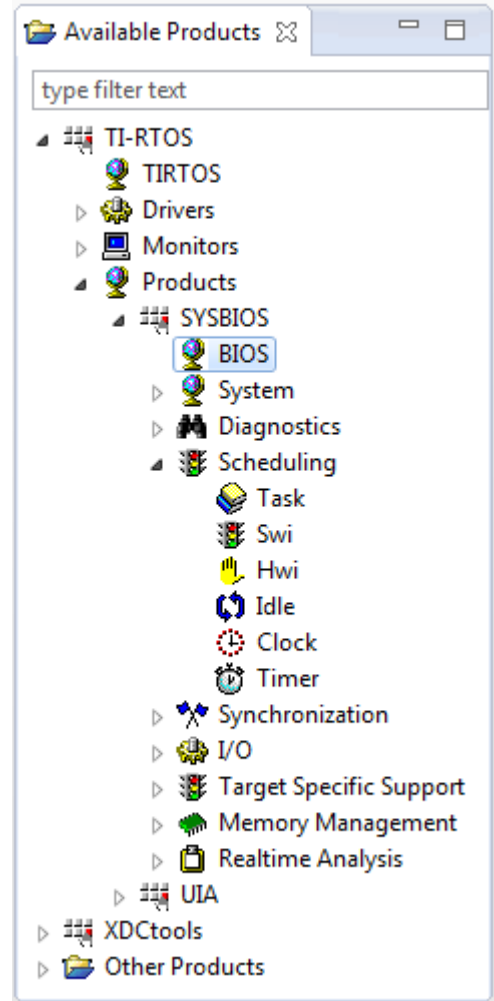 Available Products
type filter text
TI-RTOS
TIRTOS
Drivers
Monitors
Products
SYSBIOS
BIOS
System
Diagnostics
Scheduling
Task
Swi
Hwi
Idle
Clock
Timer
Synchronization
I/O
Target Specific Support
Memory Management
Realtime Analysis
UIA
XDCtools
Other Products